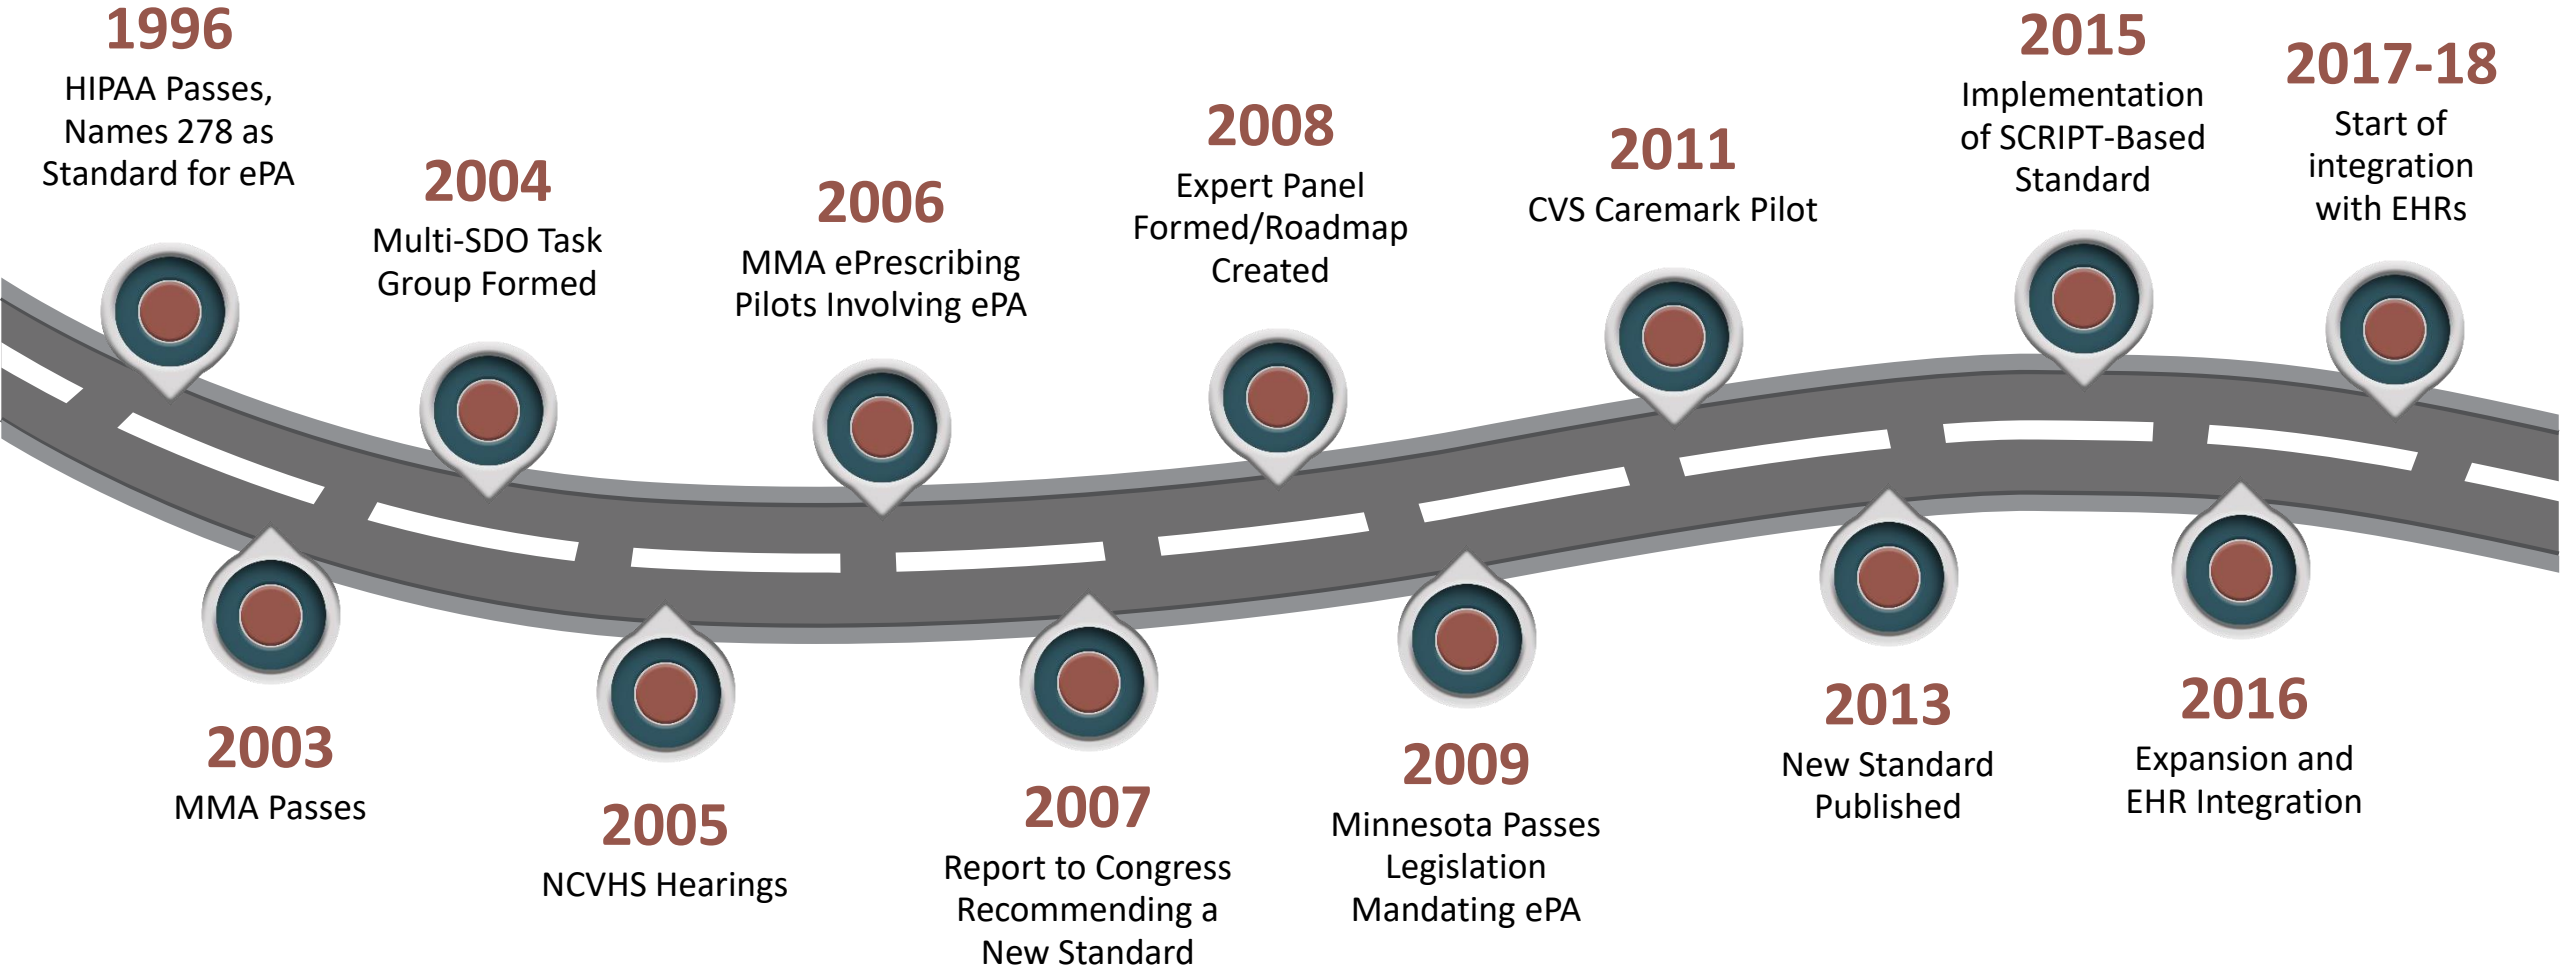 1996
HIPAA Passes,
Names 278 as
Standard for ePA
2003
MMA Passes
2004
Multi-SDO Task
Group Formed
2005
NCVHS Hearings
2006
MMA ePrescribing
Pilots Involving ePA
2007
Report to Congress
Recommending a
New Standard
2008
Expert Panel
Formed/Roadmap
Created
2009
Minnesota Passes
Legislation
Mandating ePA
2011
CVS Caremark Pilot
2013
New Standard
Published
2015
Implementation
of SCRIPT-Based
Standard
2016
Expansion and
EHR Integration
2017-18
Start of
integration
with EHRs